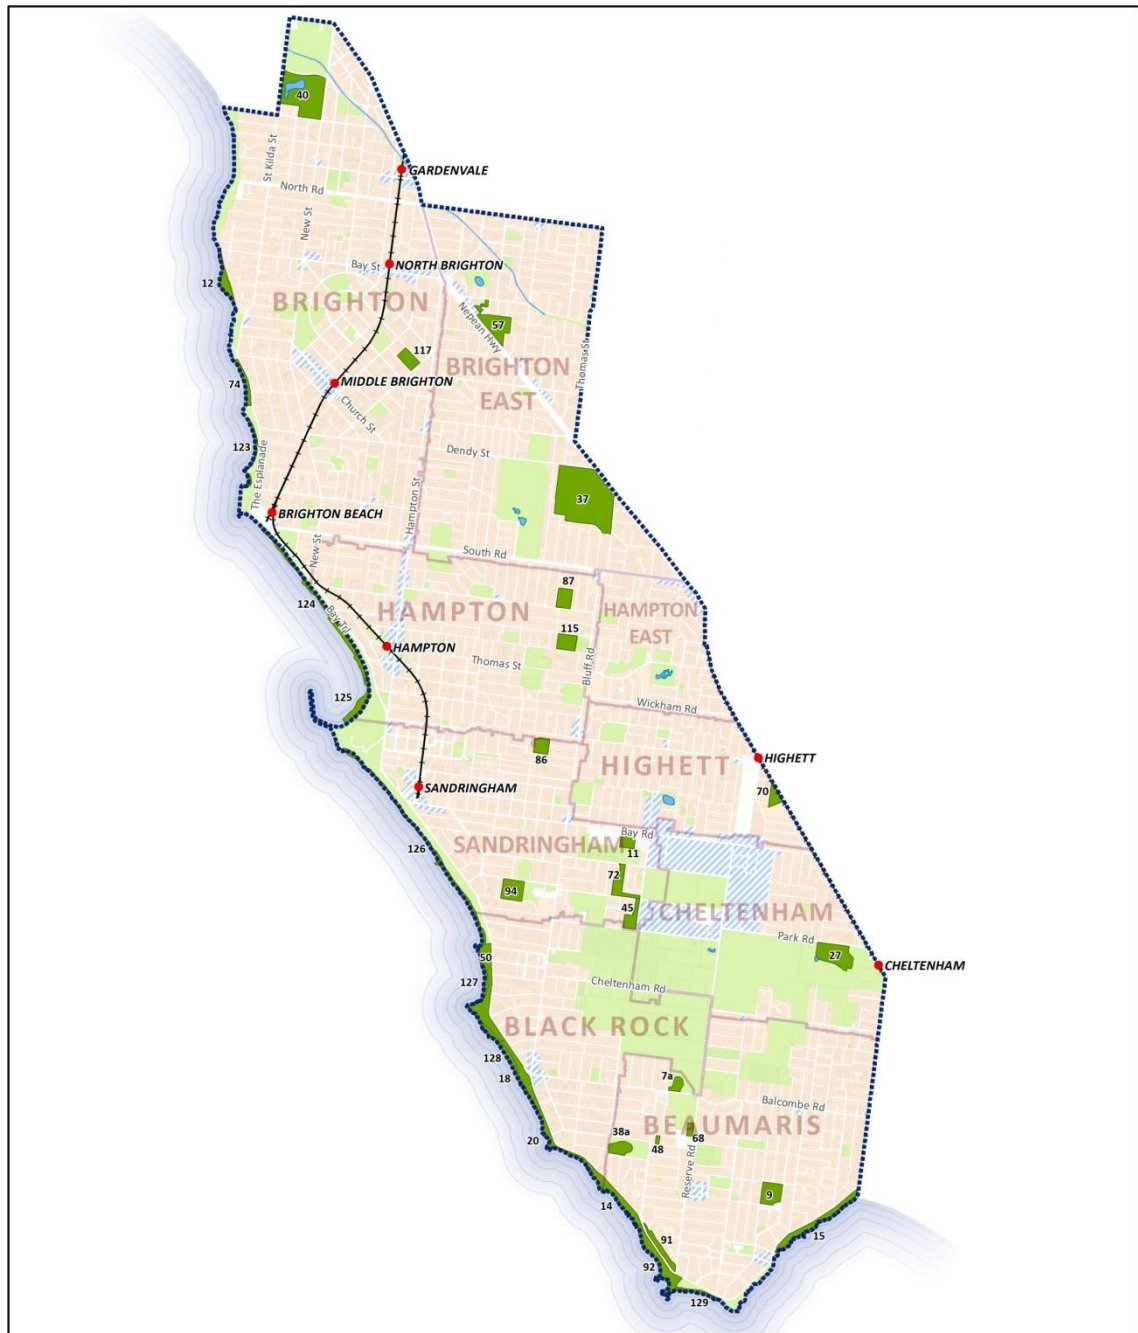 40
St Kilda St
GARDENVALE
North Rd
New St
Bay St
NORTH BRIGHTON
12
BRIGHTON
Nepean Hwy
57
117
BRIGHTON
EAST
Thomas St
74
MIDDLE BRIGHTON
Church St
123
The Esplanade
Dendy St
Hampton St
37
BRIGHTON BEACH
New St
South Rd
87
124
Bay Trl
HAMPTON
HAMPTON
EAST
115
HAMPTON
Thomas St
Bluff Rd
125
Wickham Rd
86
HIGHETT
HIGHETT
SANDRINGHAM
70
126
SANDRINGHAM
Bay Rd
11
72
94
45
CHELTENHAM
Park Rd
27
CHELTENHAM
50
127
Cheltenham Rd
BLACK ROCK
128
18
7a
Balcombe Rd
BEAUMARIS
20
38a
48
68
Reserve Rd
14
9
91
15
92
129